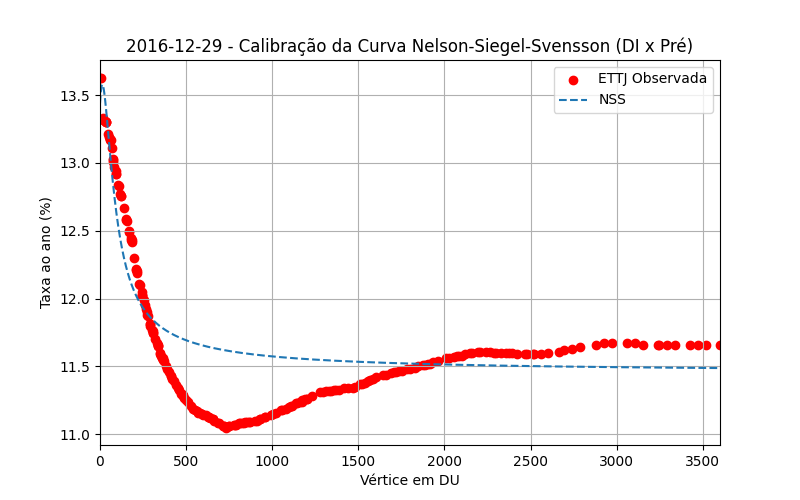 2016-12-29 - Calibração da Curva Nelson-Siegel-Svensson (DI x Pré)
ETTJ Observada
NSS
Taxa ao ano (%)
13.5
13.0
12.5
12.0
11.5
11.0
0 500 1000 1500 2000 2500 3000 3500
Vértice em DU